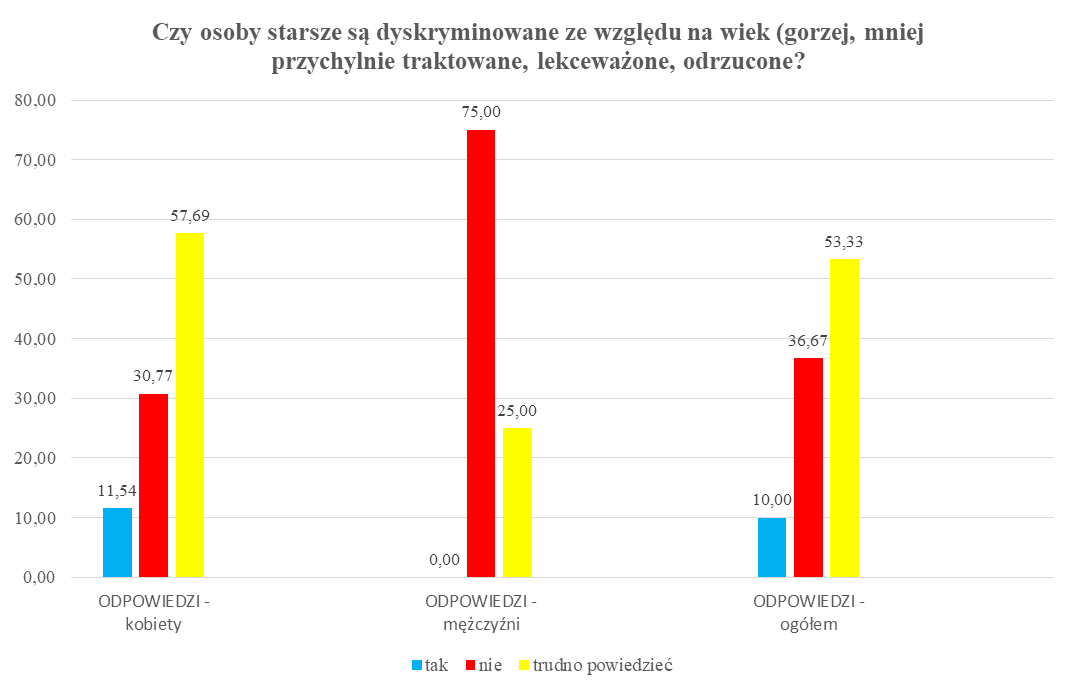 Czy osoby starsze są dyskryminowane ze względu na wiek (gorzej, mniej
przychylnie traktowane, lekceważone, odrzucone?
80,00
70,00
60,00
50,00
40,00
30,00
20,00
10,00
0,00
11,54
30,77
57,69
0,00
75,00
25,00
10,00
36,67
53,33
ODPOWIEDZI -
kobiety
ODPOWIEDZI -
mężczyźni
ODPOWIEDZI -
ogółem
tak
nie
trudno powiedzieć